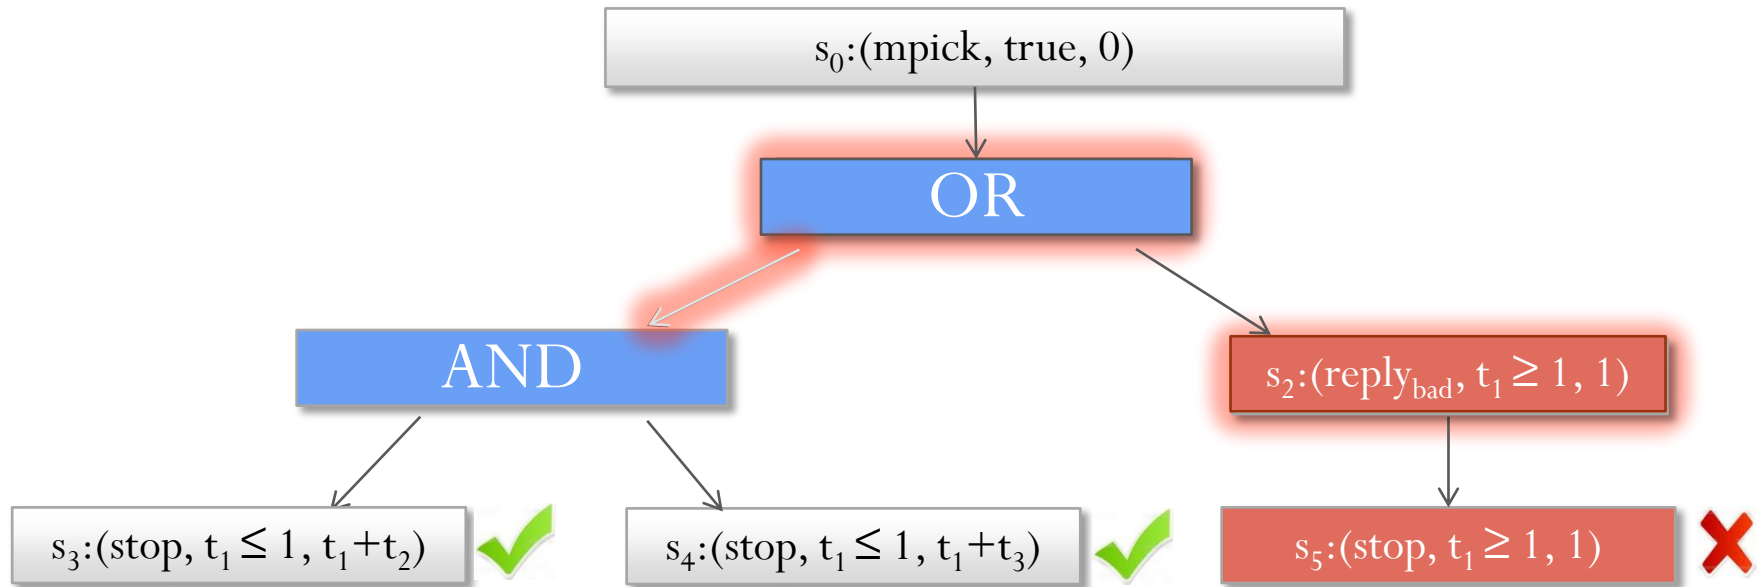 s₀:(mpick, true, 0)
OR
AND
s₂:(reply_bad, t₁ ≥ 1, 1)
s₃:(stop, t₁ ≤ 1, t₁+t₂)
s₄:(stop, t₁ ≤ 1, t₁+t₃)
s₅:(stop, t₁ ≥ 1, 1)